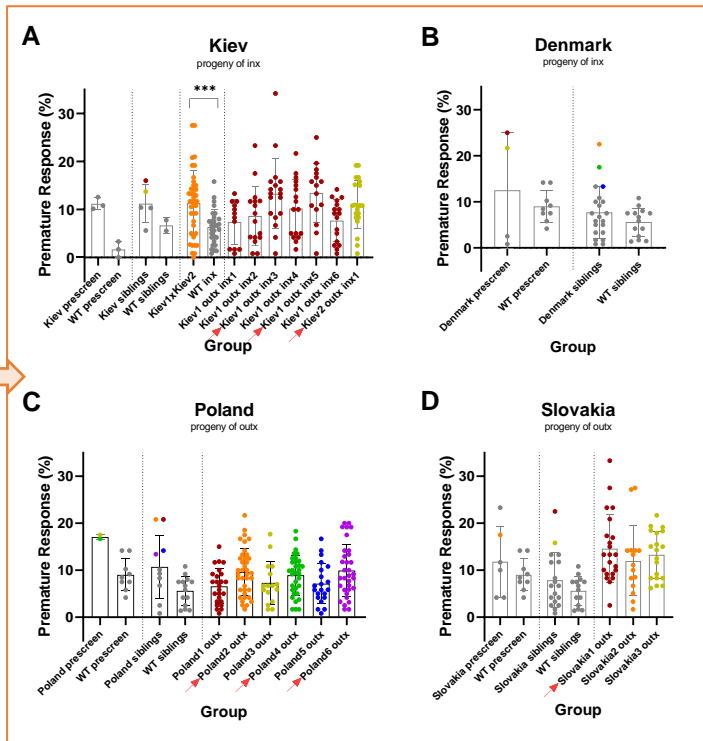 A
Kiev
progeny of inx
***
Premature Response (%)
30
20
10
0
Kiev prescreen
WT prescreen
Kiev siblings
WT siblings
Kiev1xKiev2
WT inx
Kiev1 outx inx1
Kiev1 outx inx2
Kiev1 outx inx3
Kiev1 outx inx4
Kiev1 outx inx5
Kiev1 outx inx6
Kiev2 outx inx1
Group
B
Denmark
progeny of inx
Premature Response (%)
30
20
10
0
Denmark prescreen
WT prescreen
Denmark siblings
WT siblings
Group
C
Poland
progeny of outx
Premature Response (%)
30
20
10
0
Poland prescreen
WT prescreen
Poland siblings
WT siblings
Poland1 outx
Poland2 outx
Poland3 outx
Poland4 outx
Poland5 outx
Poland6 outx
Group
D
Slovakia
progeny of outx
Premature Response (%)
30
20
10
0
Slovakia prescreen
WT prescreen
Slovakia siblings
WT siblings
Slovakia1 outx
Slovakia2 outx
Slovakia3 outx
Group